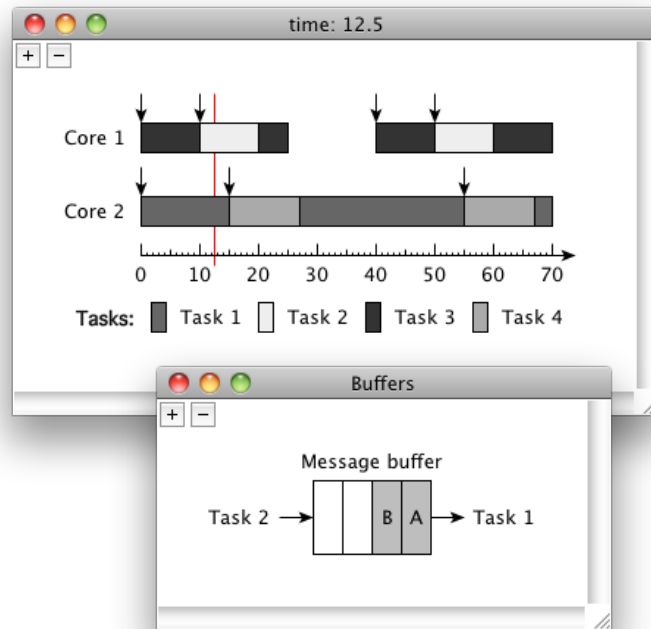 time: 12.5
+ −
Core 1
Core 2
0 10 20 30 40 50 60 70
Tasks: Task 1 Task 2 Task 3 Task 4
Buffers
+ −
Message buffer
Task 2 B A Task 1